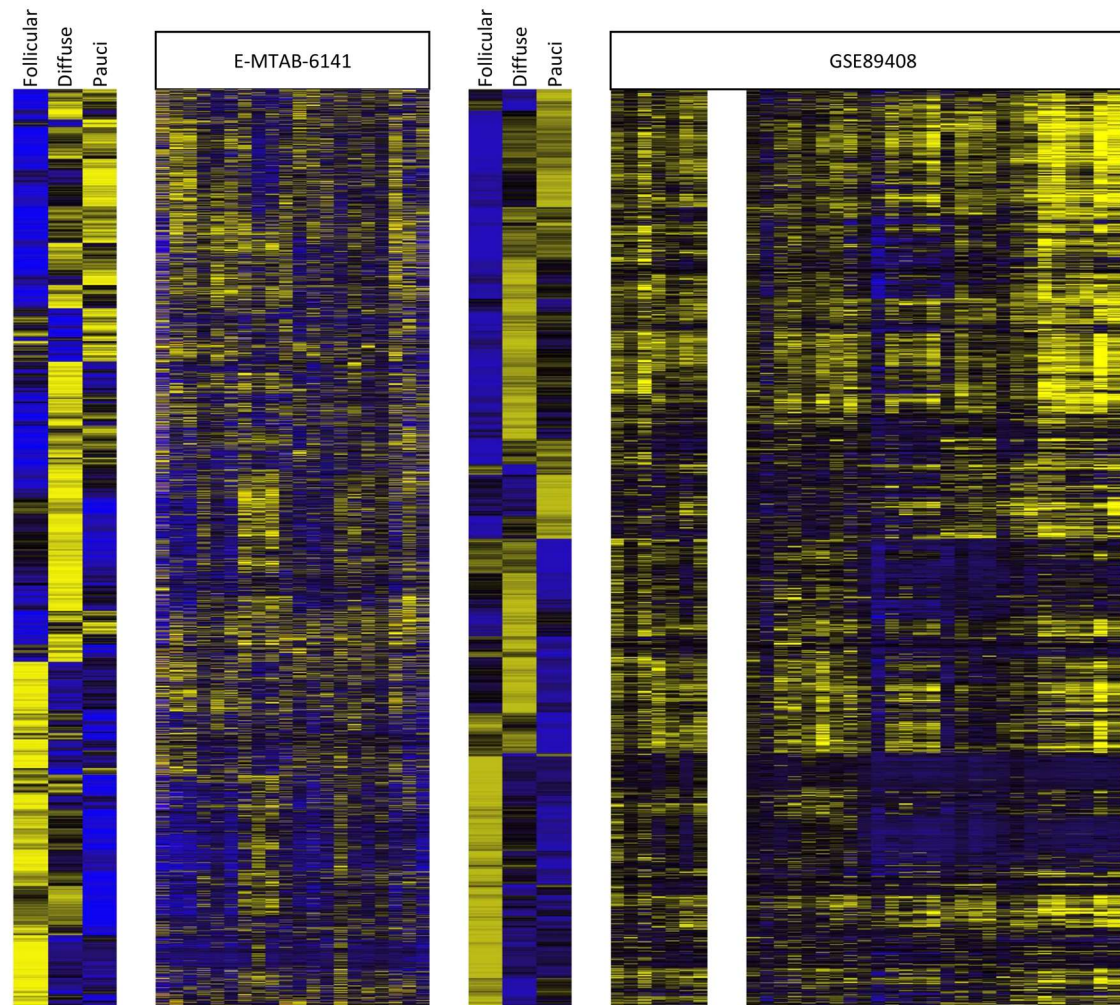 Follicular
Diffuse
Pauci
E-MTAB-6141
Follicular
Diffuse
Pauci
GSE89408